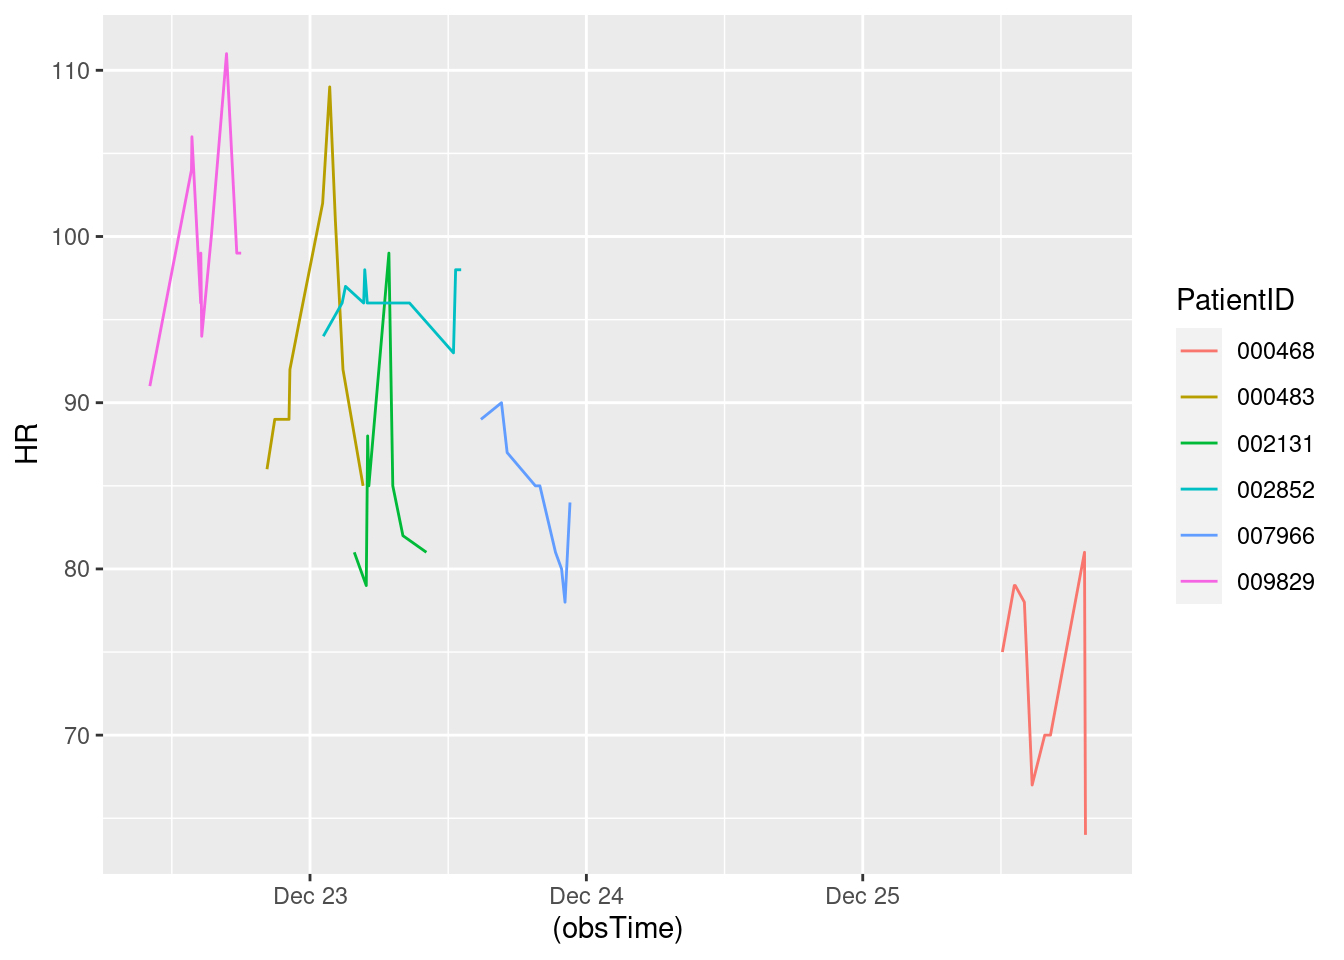 110
100
90
80
70
HR
Dec 23
Dec 24
Dec 25
(obsTime)
PatientID
000468
000483
002131
002852
007966
009829